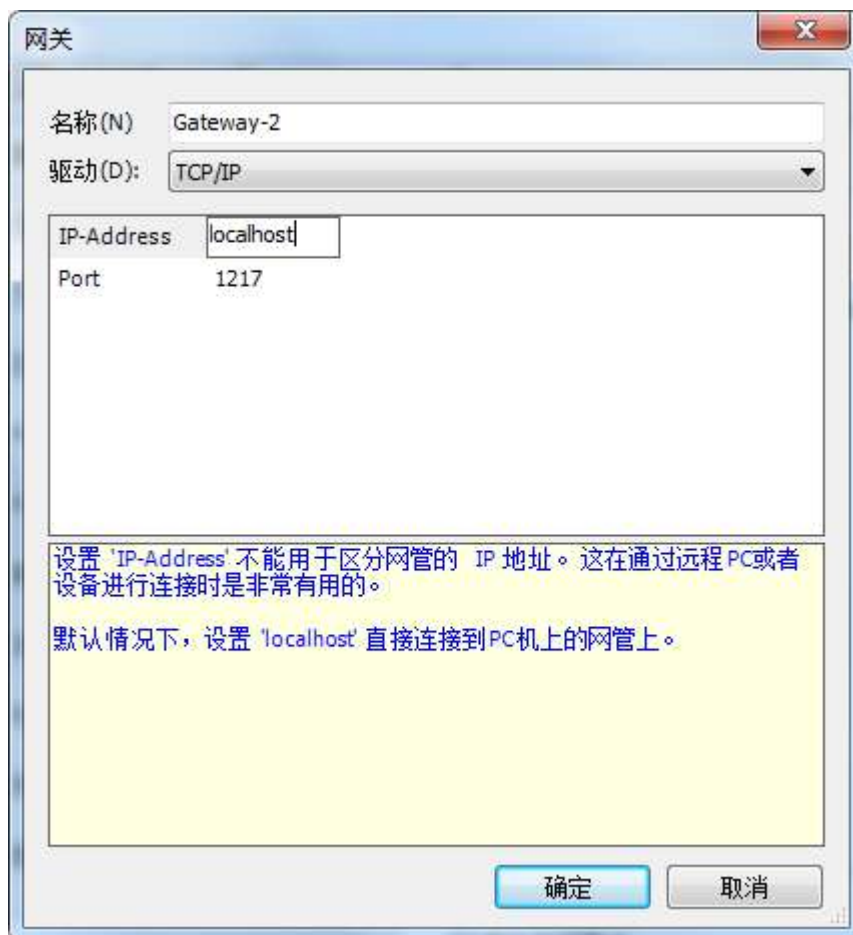 网关
名称(N) Gateway-2
驱动(D): TCP/IP
IP-Address localhost
Port 1217
设置 'IP-Address' 不能用于区分网管的 IP 地址。这在通过远程PC或者
设备进行连接时是非常有用的。
默认情况下，设置 'localhost' 直接连接到PC机上的网管上。
确定 取消